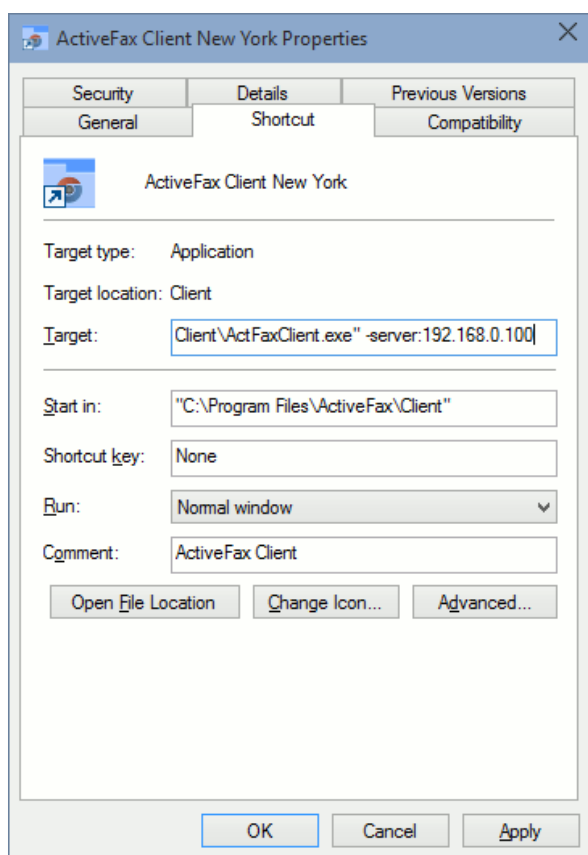 ActiveFax Client New York Properties
Security Details Previous Versions
General Shortcut Compatibility
ActiveFax Client New York
Target type: Application
Target location: Client
Target: Client\ActFaxClient.exe" -server:192.168.0.100
Start in: "C:\Program Files\ActiveFax\Client"
Shortcut key: None
Run: Normal window
Comment: ActiveFax Client
Open File Location Change Icon... Advanced...
OK Cancel Apply